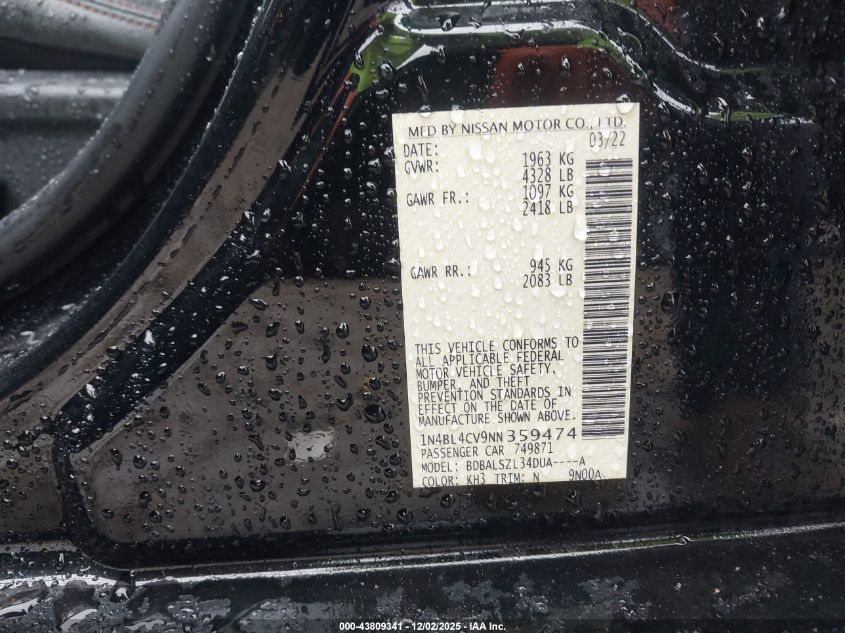 MFD BY NISSAN MOTOR CO., LTD.
DATE: 03/22
GVWR: 1963 KG
4328 LB
GAWR FR.: 1097 KG
2418 LB
GAWR RR.: 945 KG
2083 LB
THIS VEHICLE CONFORMS TO
ALL APPLICABLE FEDERAL
MOTOR VEHICLE SAFETY,
BUMPER, AND THEFT
PREVENTION STANDARDS IN
EFFECT ON THE DATE OF
MANUFACTURE SHOWN ABOVE.
1N4BL4CV9NN359474
PASSENGER CAR 749871
MODEL: BDBALSZL34DUA----A
COLOR: KH3 TRIM: N 9N00A
000-43809341 - 12/02/2025 - IAA Inc.